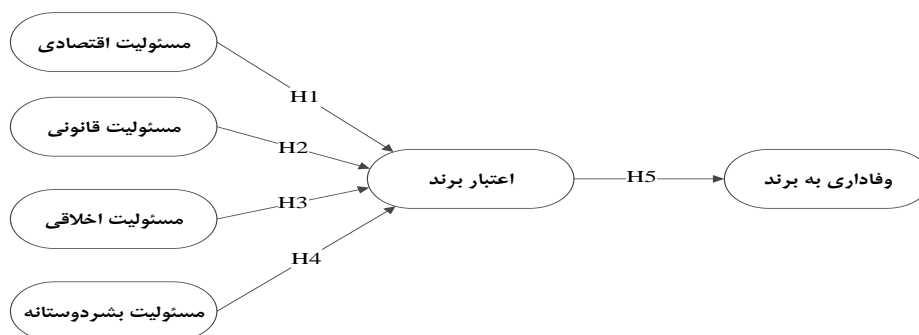 مسئولیت اقتصادی
H1
مسئولیت قانونی
H2
اعتبار برند
H5
وفاداری به برند
مسئولیت اخلاقی
H3
H4
مسئولیت بشردوستانه